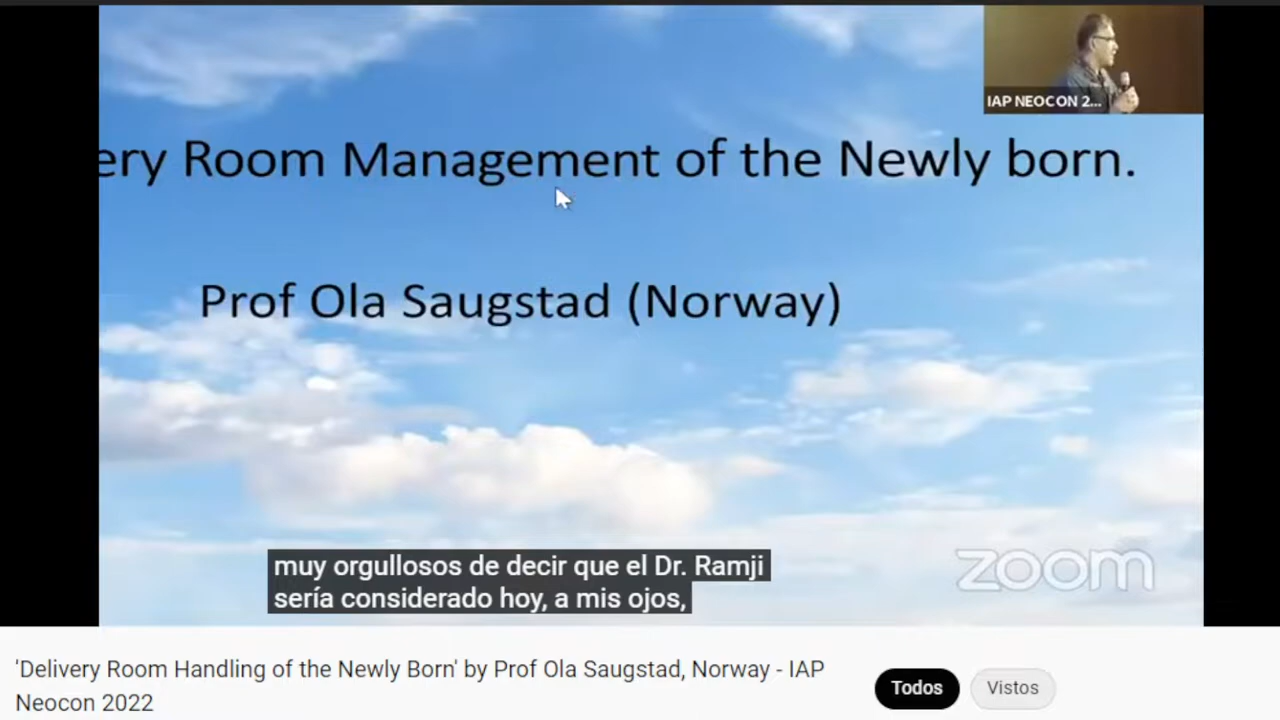 IAP NEOCON 2...
ery Room Management of the Newly born.
Prof Ola Saugstad (Norway)
muy orgullosos de decir que el Dr. Ramji
sería considerado hoy, a mis ojos,
zoom
'Delivery Room Handling of the Newly Born' by Prof Ola Saugstad, Norway - IAP
Neocon 2022
Todos
Vistos